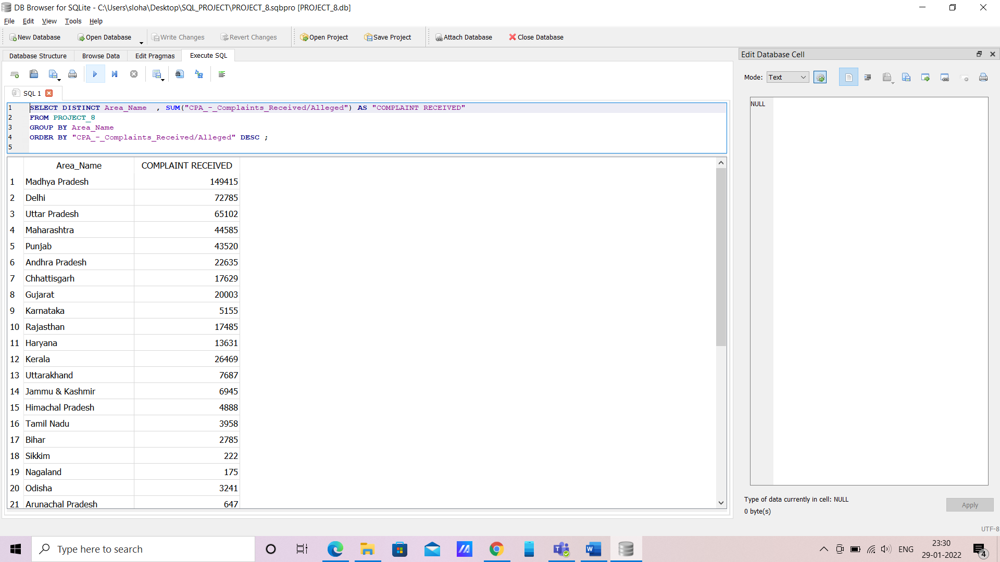 DB Browser for SQLite - C:\Users\sloha\Desktop\SQL_PROJECT\PROJECT_8.sqbpro [PROJECT_8.db]
File Edit View Tools Help
New Database Open Database Write Changes Revert Changes Open Project Save Project Attach Database Close Database
Database Structure Browse Data Edit Pragmas Execute SQL
Edit Database Cell
Mode: Text
SQL 1
1 SELECT DISTINCT Area_Name , SUM("CPA_-_Complaints_Received/Alleged") AS "COMPLAINT RECEIVED"
2 FROM PROJECT_8
3 GROUP BY Area_Name
4 ORDER BY "CPA_-_Complaints_Received/Alleged" DESC ;
5
NULL
Area_Name COMPLAINT RECEIVED
1 Madhya Pradesh 149415
2 Delhi 72785
3 Uttar Pradesh 65102
4 Maharashtra 44585
5 Punjab 43520
6 Andhra Pradesh 22635
7 Chhattisgarh 17629
8 Gujarat 20003
9 Karnataka 5155
10 Rajasthan 17485
11 Haryana 13631
12 Kerala 26469
13 Uttarakhand 7687
14 Jammu & Kashmir 6945
15 Himachal Pradesh 4888
16 Tamil Nadu 3958
17 Bihar 2785
18 Sikkim 222
19 Nagaland 175
20 Odisha 3241
21 Arunachal Pradesh 647
Type of data currently in cell: NULL
0 byte(s)
Apply
UTF-8
Type here to search
ENG
23:30
29-01-2022
4